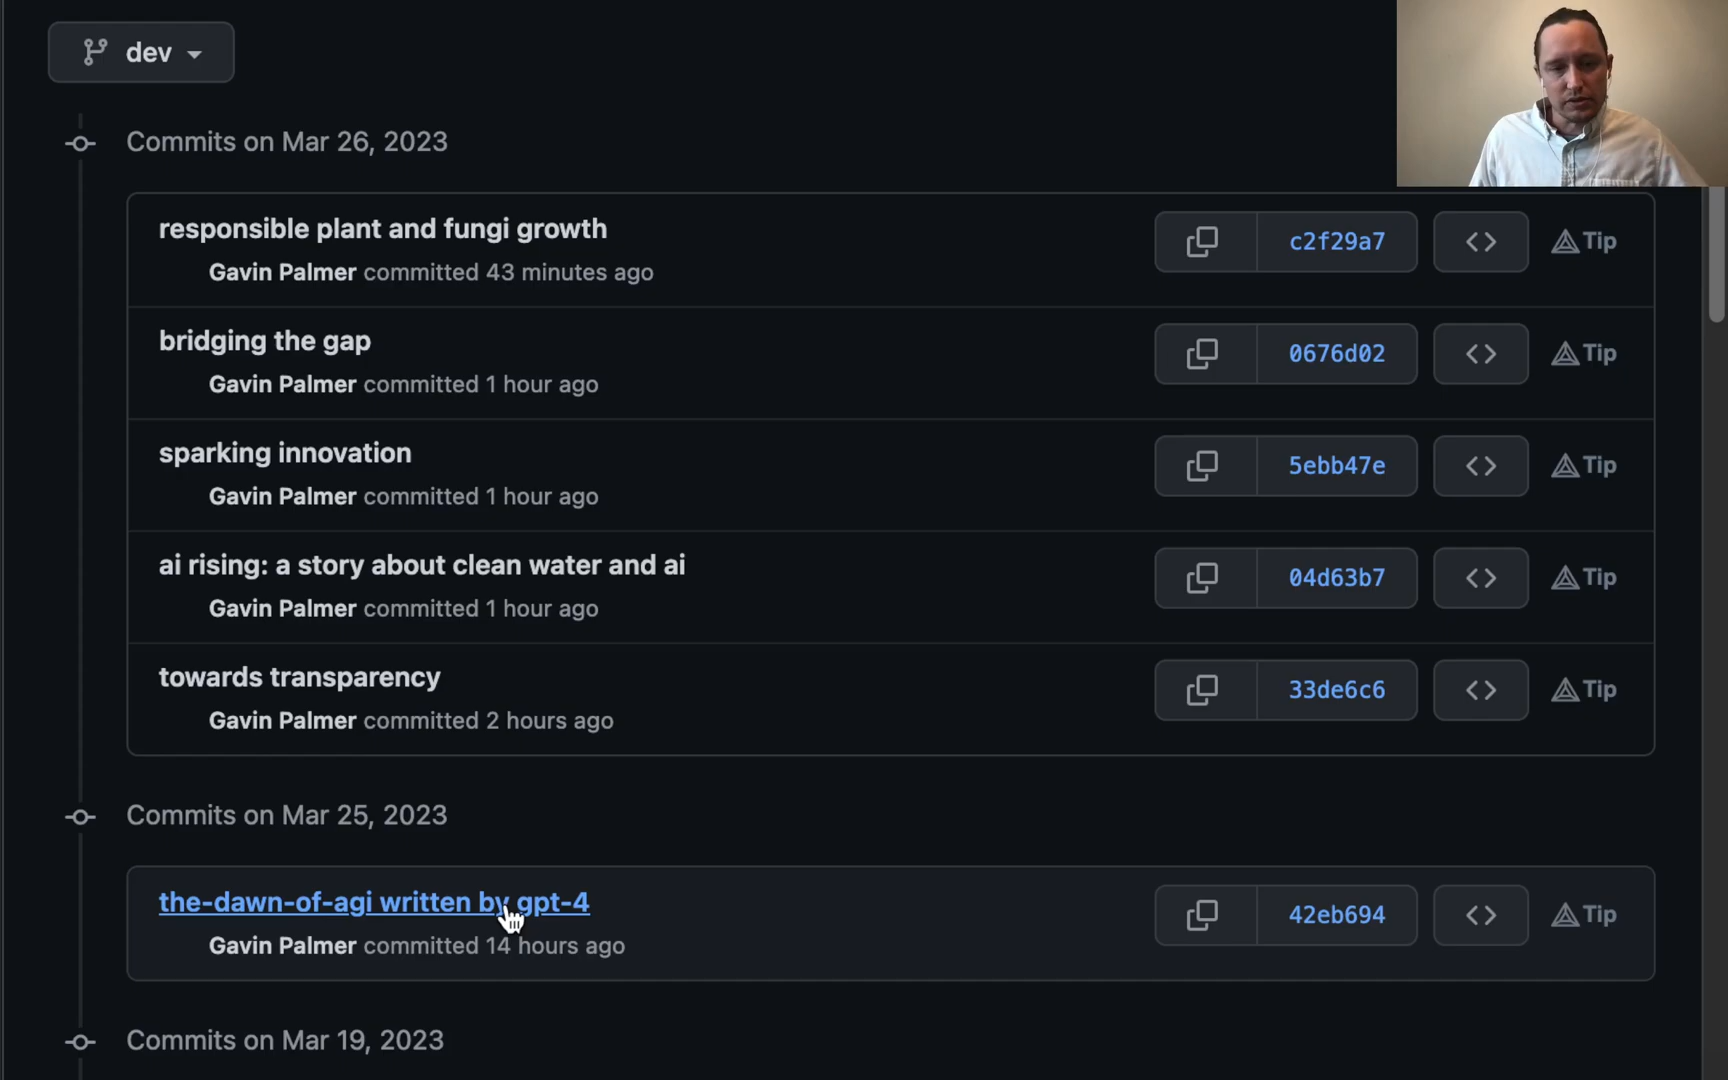 dev
Commits on Mar 26, 2023
responsible plant and fungi growth
c2f29a7
Tip
Gavin Palmer committed 43 minutes ago
bridging the gap
0676d02
Tip
Gavin Palmer committed 1 hour ago
sparking innovation
5ebb47e
Tip
Gavin Palmer committed 1 hour ago
ai rising: a story about clean water and ai
04d63b7
Tip
Gavin Palmer committed 1 hour ago
towards transparency
33de6c6
Tip
Gavin Palmer committed 2 hours ago
Commits on Mar 25, 2023
the-dawn-of-agi written by gpt-4
42eb694
Tip
Gavin Palmer committed 14 hours ago
Commits on Mar 19, 2023